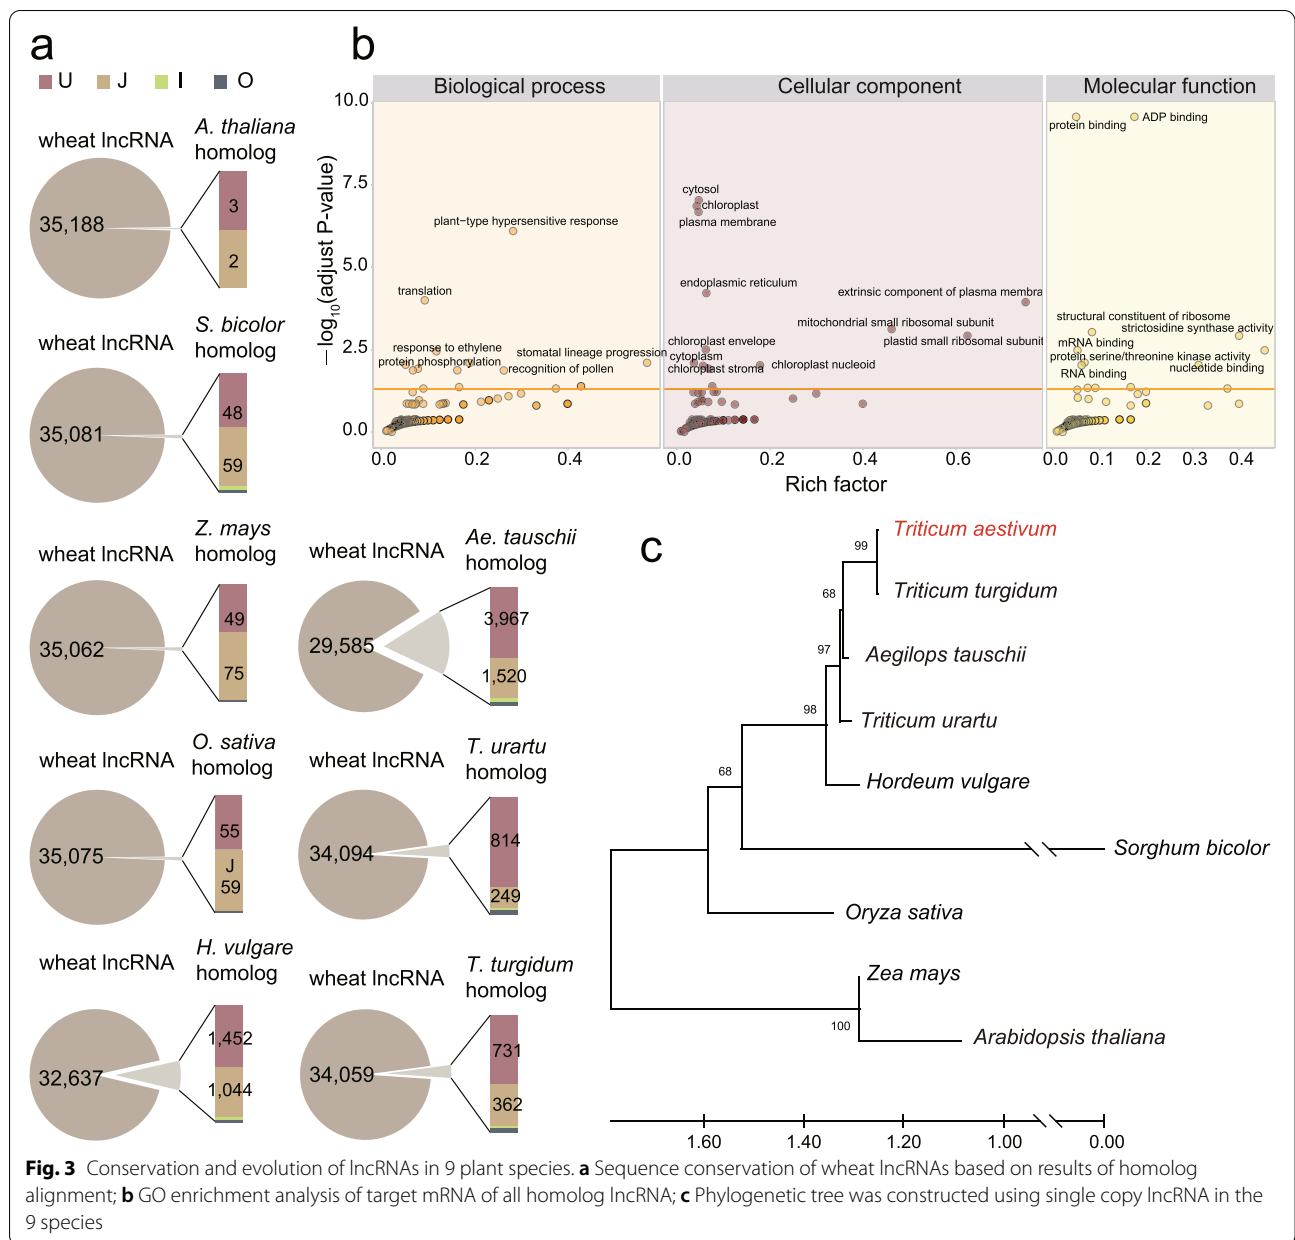 a
U J I O
wheat lncRNA
A. thaliana
homolog
35,188
3
2
wheat lncRNA
S. bicolor
homolog
35,081
48
59
wheat lncRNA
Z. mays
homolog
35,062
49
75
wheat lncRNA
O. sativa
homolog
35,075
55
J
59
wheat lncRNA
H. vulgare
homolog
32,637
1,452
1,044
wheat lncRNA
Ae. tauschii
homolog
29,585
3,967
1,520
wheat lncRNA
T. urartu
homolog
34,094
814
249
wheat lncRNA
T. turgidum
homolog
34,059
731
362
b
Biological process
Cellular component
Molecular function
−log10(adjust P-value)
10.0
7.5
5.0
2.5
0.0
plant−type hypersensitive response
translation
response to ethylene
protein phosphorylation
stomatal lineage progression
recognition of pollen
0.0 0.2 0.4
cytosol
chloroplast
plasma membrane
endoplasmic reticulum
extrinsic component of plasma membra
mitochondrial small ribosomal subunit
plastid small ribosomal subunit
chloroplast envelope
cytoplasm
chloroplast stroma
chloroplast nucleoid
0.0 0.2 0.4 0.6
protein binding
ADP binding
structural constituent of ribosome
strictosidine synthase activity
mRNA binding
protein serine/threonine kinase activity
nucleotide binding
RNA binding
0.0 0.1 0.2 0.3 0.4
Rich factor
c
Triticum aestivum
99
Triticum turgidum
68
Aegilops tauschii
97
Triticum urartu
98
Hordeum vulgare
68
Sorghum bicolor
Oryza sativa
Zea mays
100
Arabidopsis thaliana
1.60 1.40 1.20 1.00 0.00
Fig. 3 Conservation and evolution of lncRNAs in 9 plant species. a Sequence conservation of wheat lncRNAs based on results of homolog
alignment; b GO enrichment analysis of target mRNA of all homolog lncRNA; c Phylogenetic tree was constructed using single copy lncRNA in the
9 species